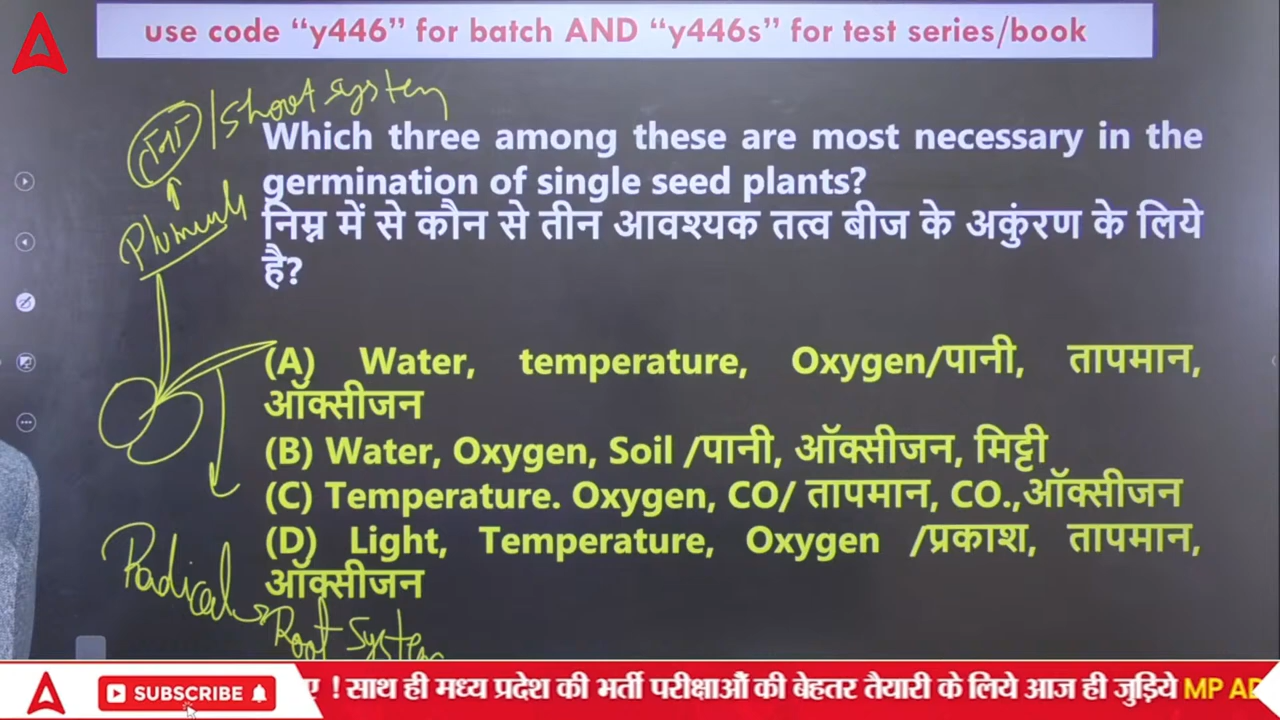 use code “y446” for batch AND “y446s” for test series/book
तना / Shoot system
Which three among these are most necessary in the
germination of single seed plants?
Plumule
निम्न में से कौन से तीन आवश्यक तत्व बीज के अकुंरण के लिये
है?
(A) Water, temperature, Oxygen/पानी, तापमान,
ऑक्सीजन
(B) Water, Oxygen, Soil /पानी, ऑक्सीजन, मिट्टी
(C) Temperature. Oxygen, CO/ तापमान, CO.,ऑक्सीजन
(D) Light, Temperature, Oxygen /प्रकाश, तापमान,
ऑक्सीजन
Radical
Root System
SUBSCRIBE
! साथ ही मध्य प्रदेश की भर्ती परीक्षाओं की बेहतर तैयारी के लिये आज ही जुड़िये MP AD